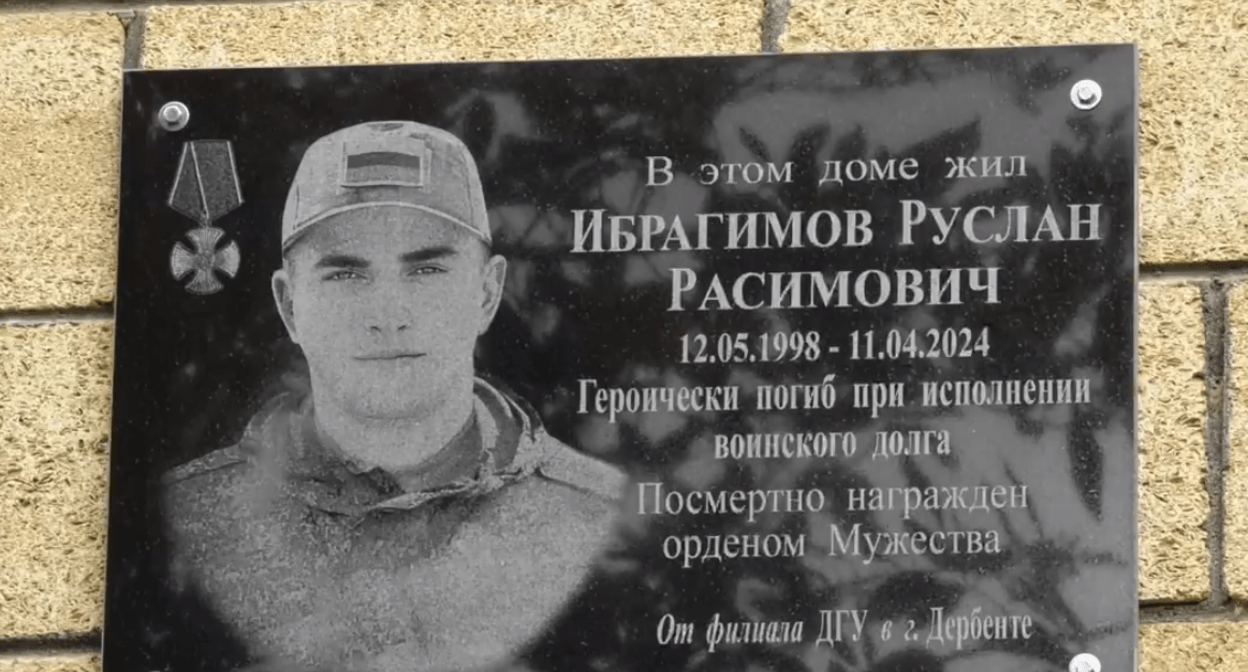 В этом доме жил
ИБРАГИМОВ РУСЛАН
РАСИМОВИЧ
12.05.1998 - 11.04.2024
Героически погиб при исполнении
воинского долга
Посмертно награжден
орденом Мужества
От филиала ДГУ в г. Дербенте